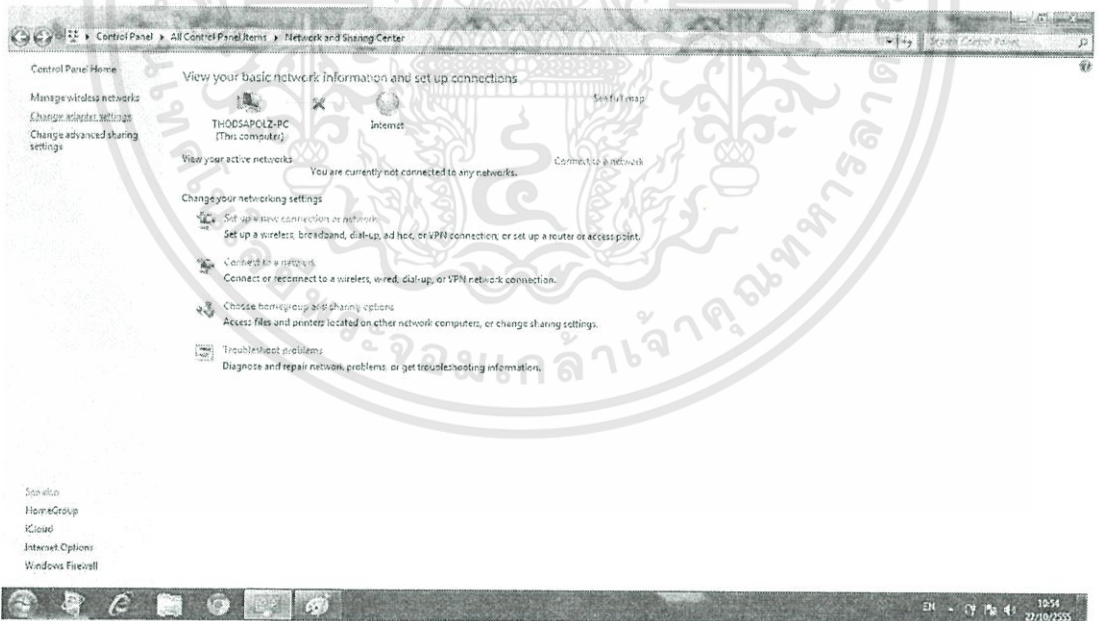 Control Panel ▸ All Control Panel Items ▸ Network and Sharing Center
Search Control Panel
Control Panel Home
Manage wireless networks
Change adapter settings
Change advanced sharing
settings
View your basic network information and set up connections
See full map
THODSAPOLZ-PC
(This computer)
Internet
View your active networks
Connect to a network
You are currently not connected to any networks.
Change your networking settings
Set up a new connection or network
Set up a wireless, broadband, dial-up, ad hoc, or VPN connection; or set up a router or access point.
Connect to a network
Connect or reconnect to a wireless, wired, dial-up, or VPN network connection.
Choose homegroup and sharing options
Access files and printers located on other network computers, or change sharing settings.
Troubleshoot problems
Diagnose and repair network problems, or get troubleshooting information.
See also
HomeGroup
iCloud
Internet Options
Windows Firewall
EN
10:54
22/10/2555